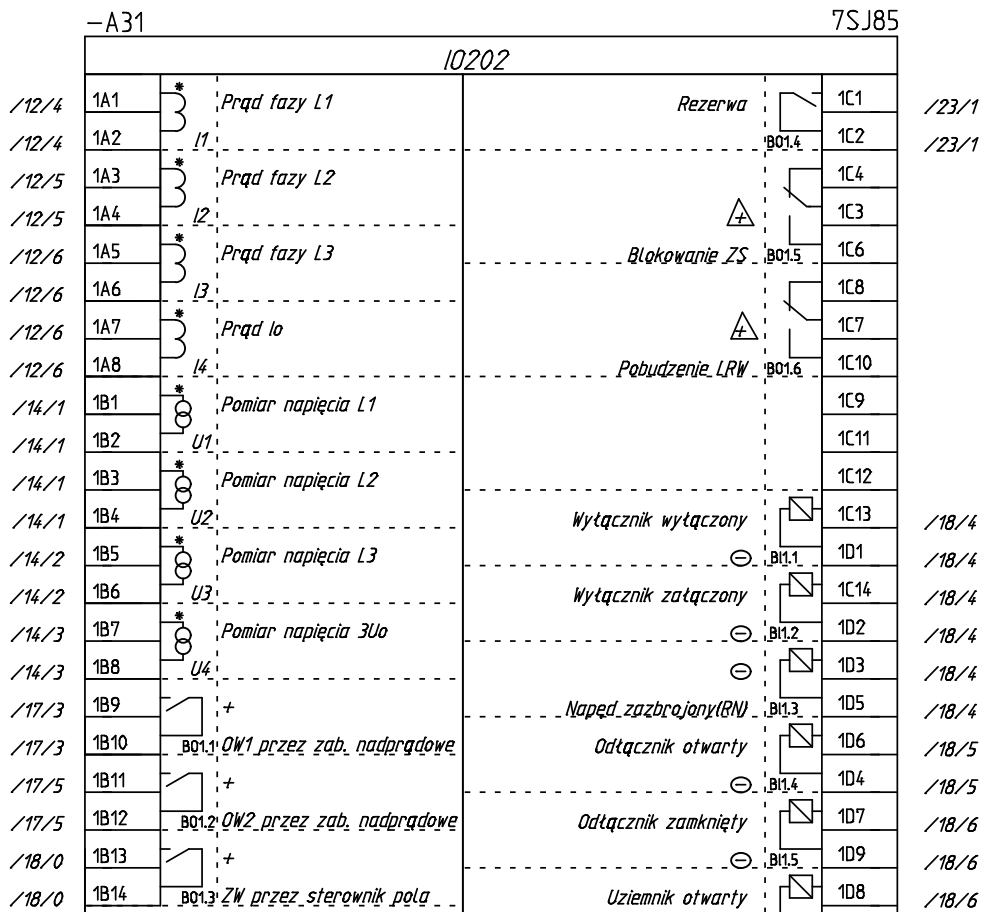 -A31 7SJ85
IO202
/12/4 1A1 * Prąd fazy L1 Rezerwa 1C1 /23/1
/12/4 1A2 I1 BO1.4 1C2 /23/1
/12/5 1A3 * Prąd fazy L2 1C4
/12/5 1A4 I2 + 1C3
/12/6 1A5 * Prąd fazy L3 Blokowanie ZS BO1.5 1C6
/12/6 1A6 I3 1C8
/12/6 1A7 * Prąd Io + 1C7
/12/6 1A8 I4 Pobudzenie LRW BO1.6 1C10
/14/1 1B1 * Pomiar napięcia L1 1C9
/14/1 1B2 U1 1C11
/14/1 1B3 * Pomiar napięcia L2 1C12
/14/1 1B4 U2 Wyłącznik wyłączony 1C13 /18/4
/14/2 1B5 * Pomiar napięcia L3 - BI1.1 1D1 /18/4
/14/2 1B6 U3 Wyłącznik załączony 1C14 /18/4
/14/3 1B7 * Pomiar napięcia 3Uo - BI1.2 1D2 /18/4
/14/3 1B8 U4 - 1D3 /18/4
/17/3 1B9 + Napęd zazbrojony(RN) BI1.3 1D5 /18/4
/17/3 1B10 BO1.1 OW1 przez zab. nadprądowe Odłącznik otwarty 1D6 /18/5
/17/5 1B11 + - BI1.4 1D4 /18/5
/17/5 1B12 BO1.2 OW2 przez zab. nadprądowe Odłącznik zamknięty 1D7 /18/6
/18/0 1B13 + - BI1.5 1D9 /18/6
/18/0 1B14 BO1.3 ZW przez sterownik pola Uziemnik otwarty 1D8 /18/6